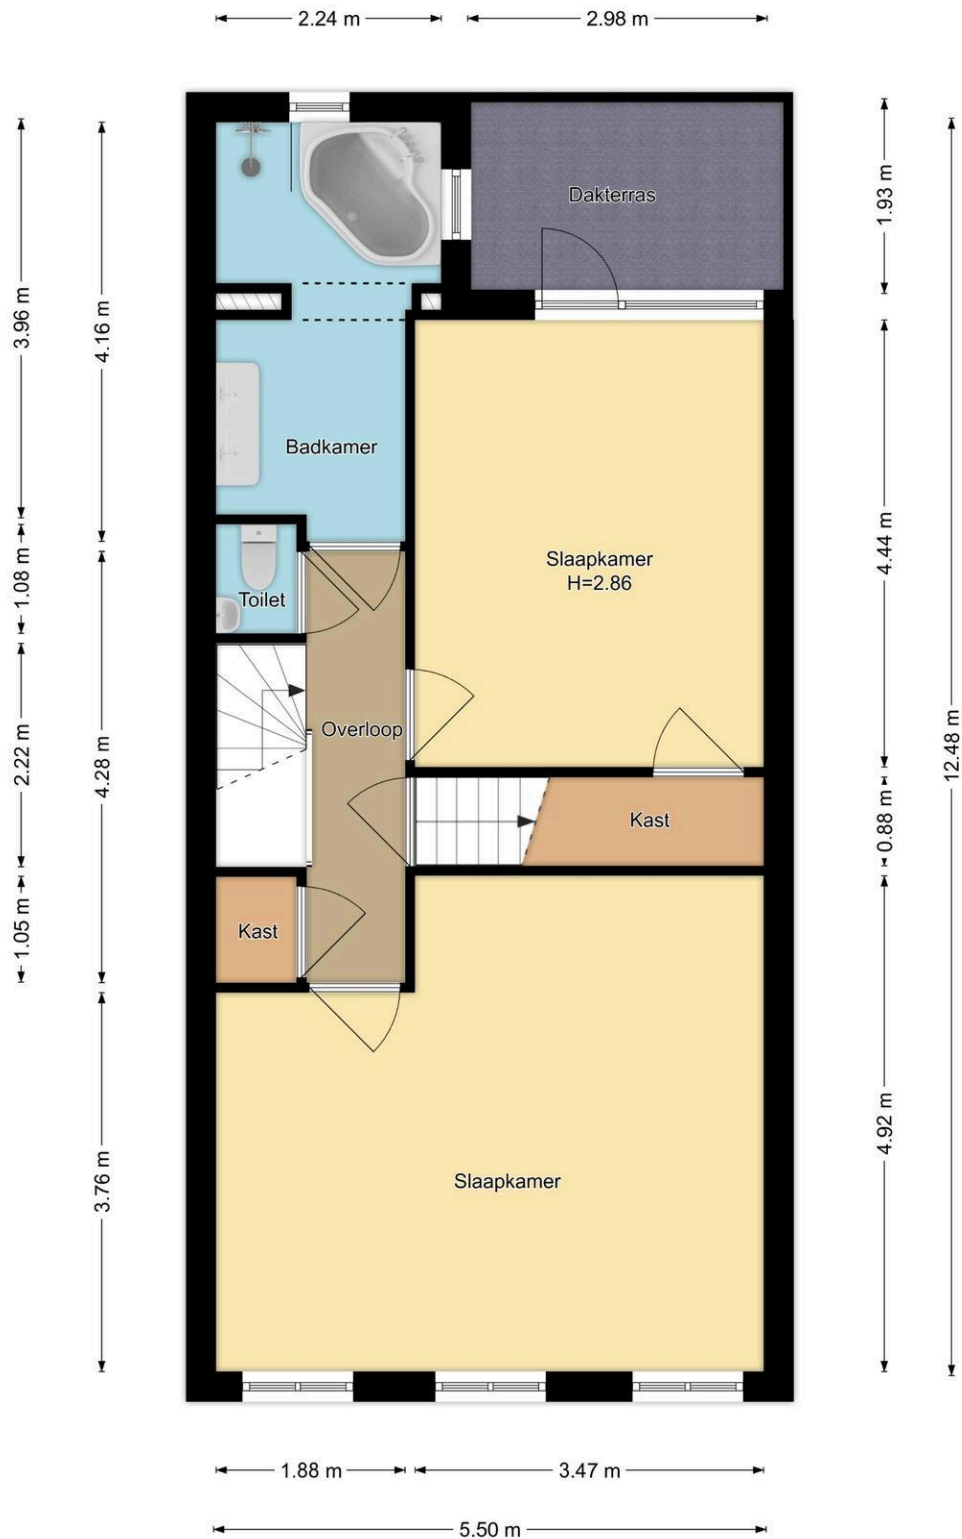 2.24 m
2.98 m
Dakterras
1.93 m
3.96 m
4.16 m
Badkamer
4.44 m
Slaapkamer
H=2.86
1.08 m
Toilet
Overloop
2.22 m
4.28 m
12.48 m
Kast
0.88 m
Kast
1.05 m
4.92 m
3.76 m
Slaapkamer
1.88 m
3.47 m
5.50 m